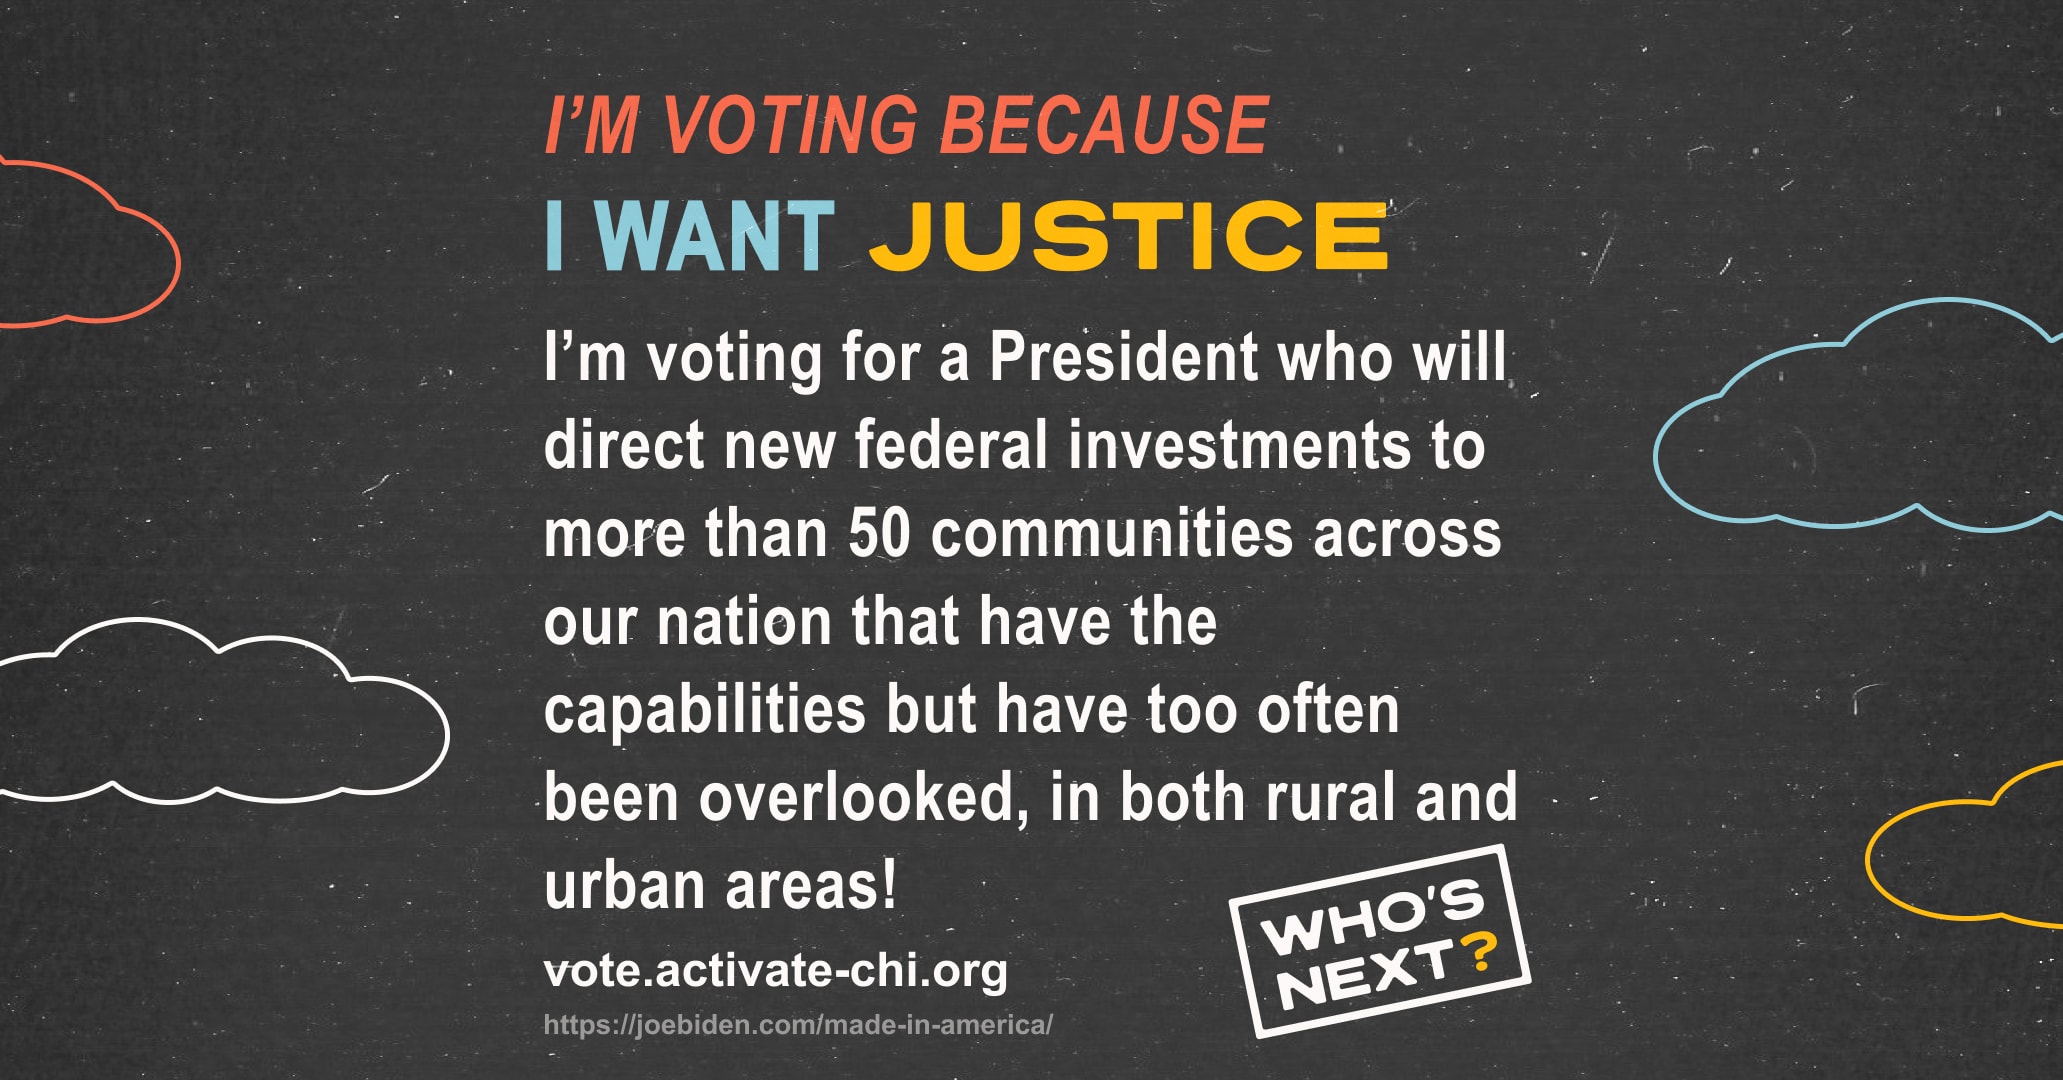 I’M VOTING BECAUSE
I WANT JUSTICE
I’m voting for a President who will
direct new federal investments to
more than 50 communities across
our nation that have the
capabilities but have too often
been overlooked, in both rural and
urban areas!
vote.activate-chi.org
https://joebiden.com/made-in-america/
WHO'S
NEXT?